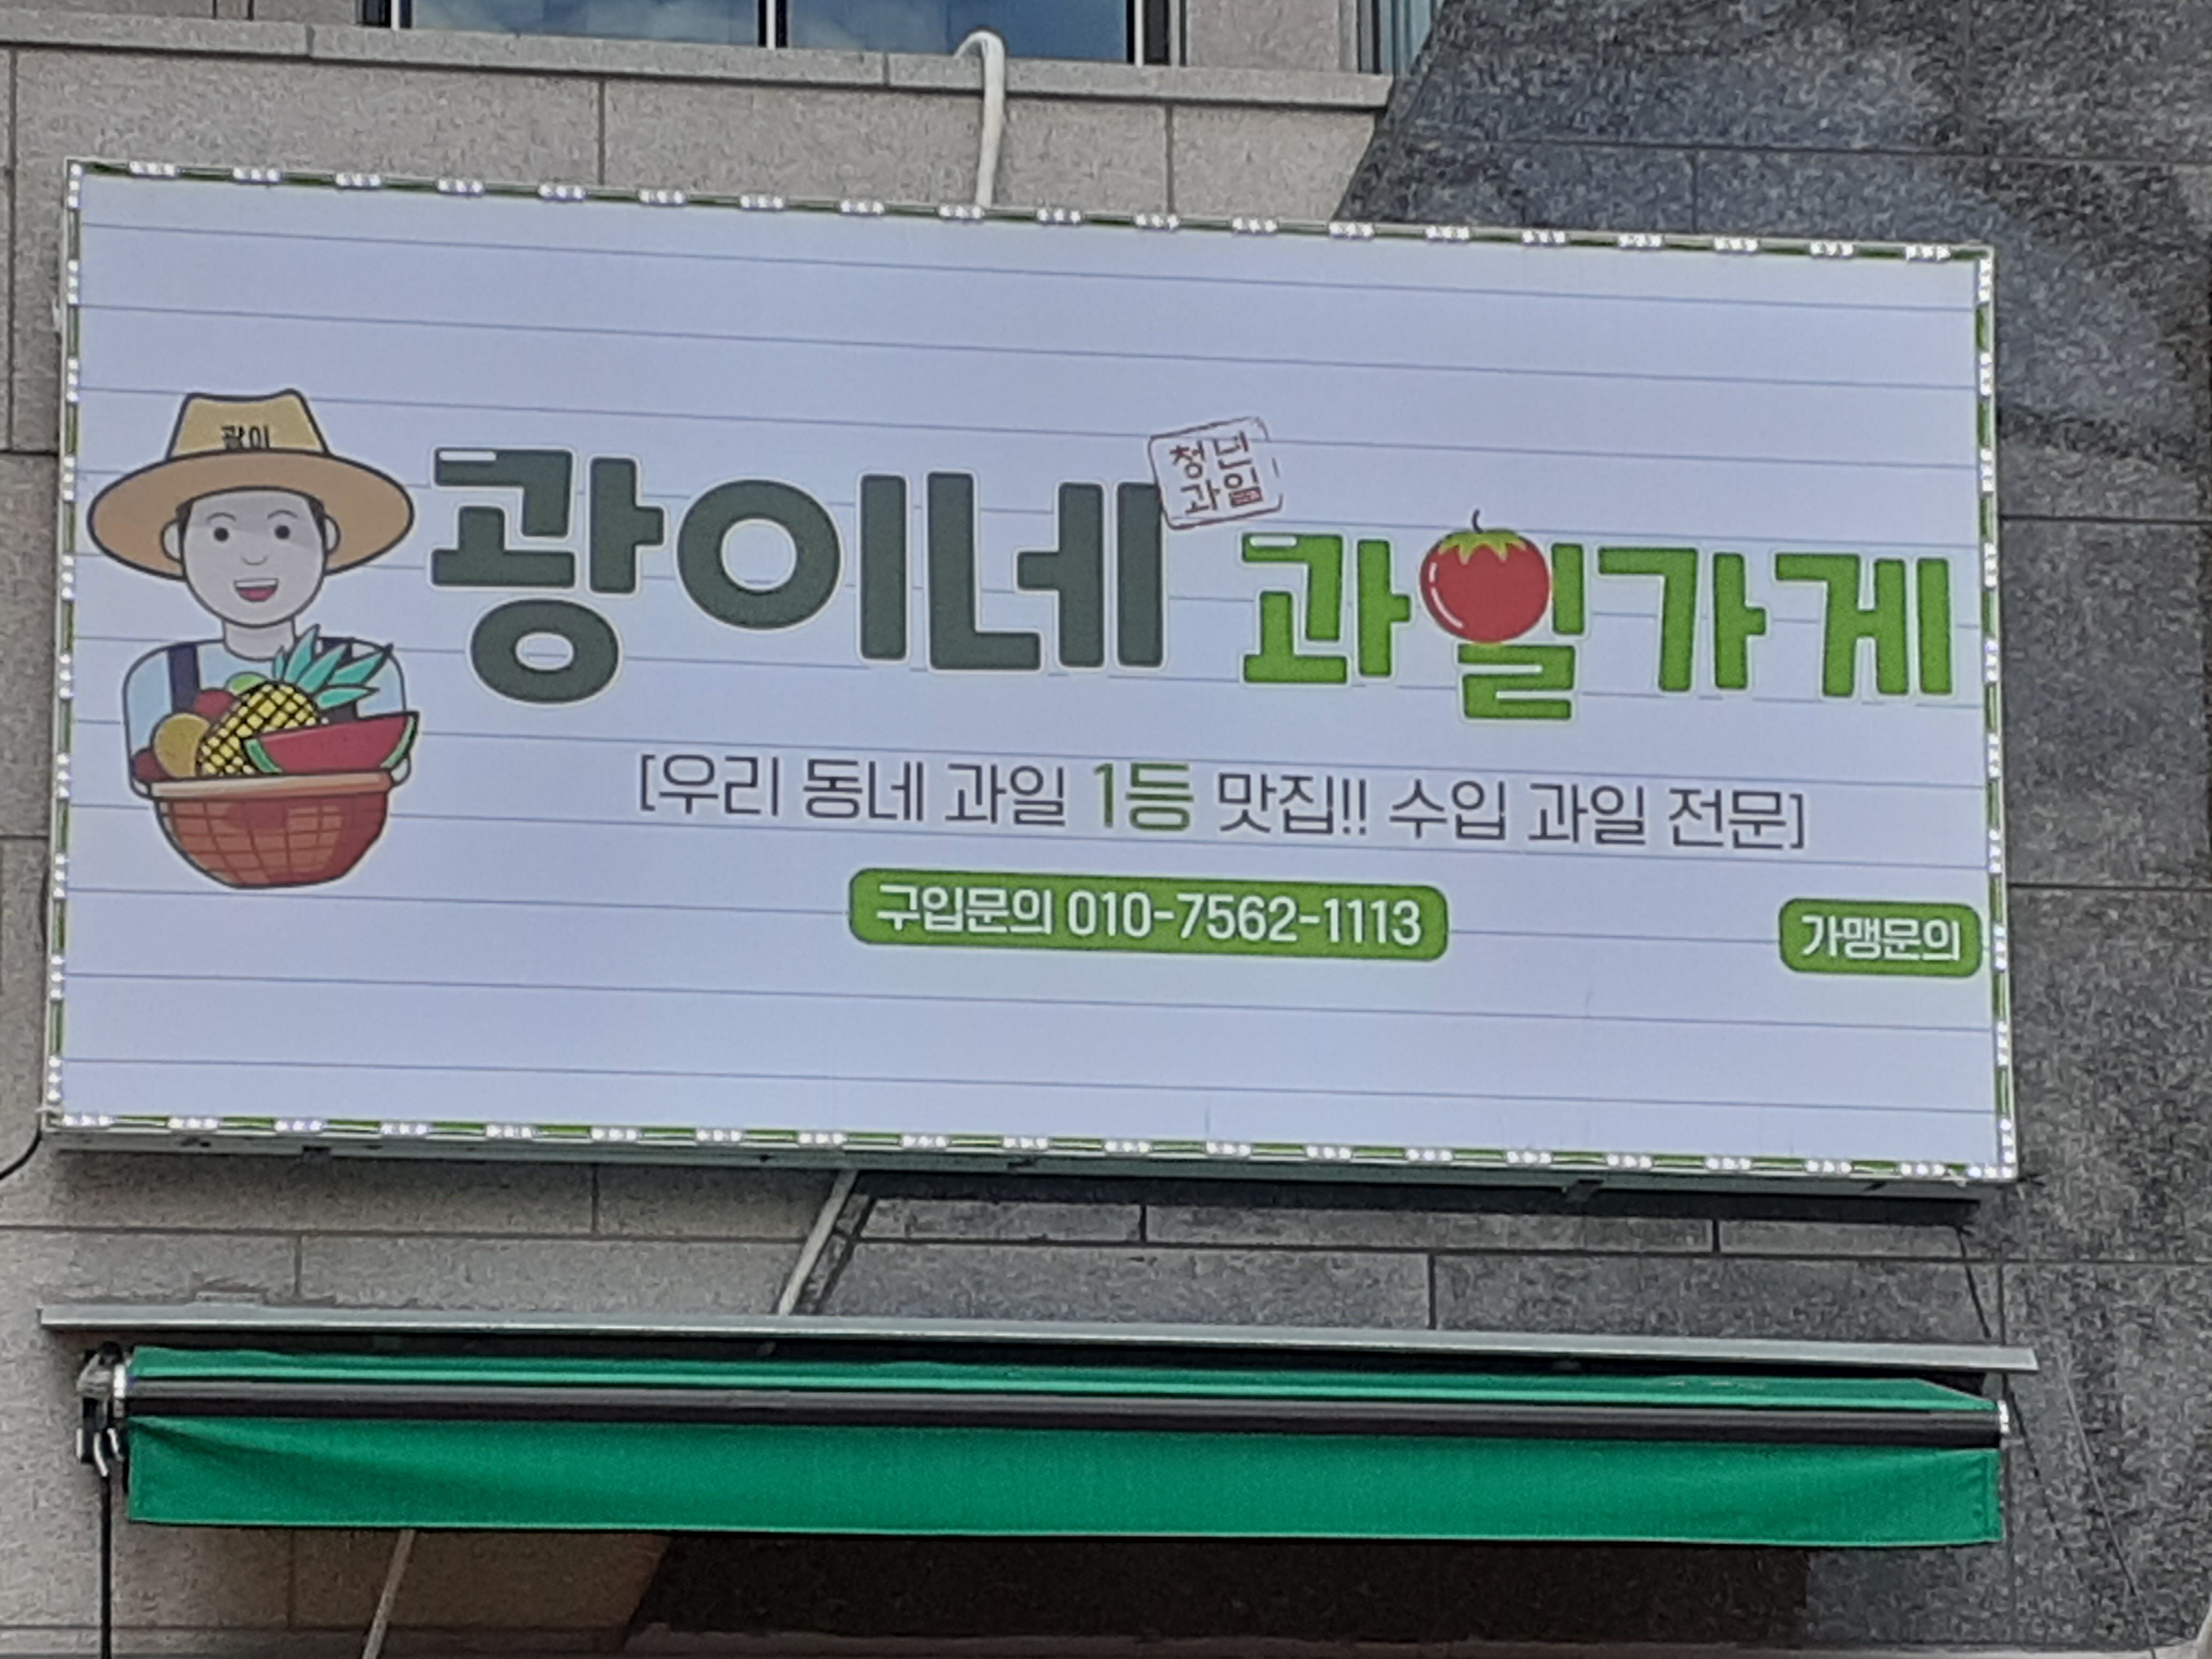 광이
청년
과일
광이네 과일가게
[우리 동네 과일 1등 맛집!! 수입 과일 전문]
구입문의 010-7562-1113
가맹문의